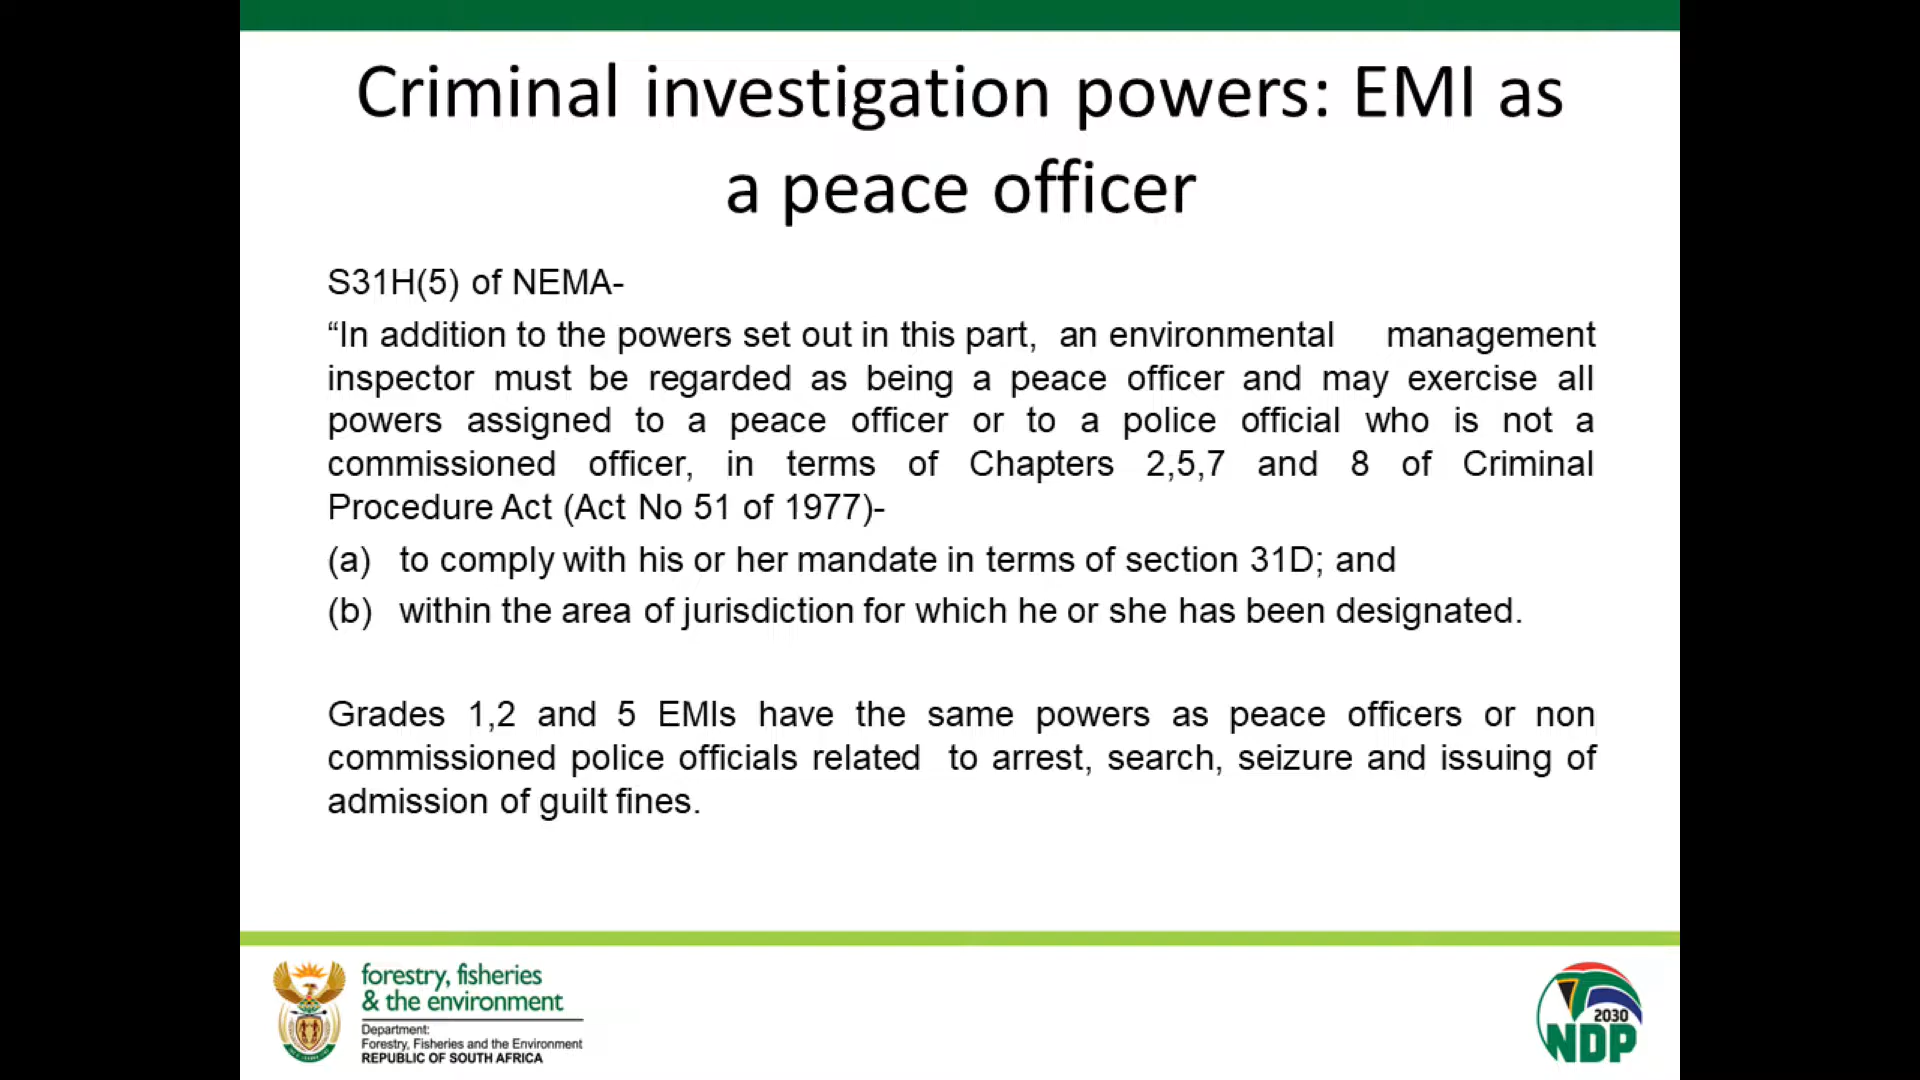 Criminal investigation powers: EMI as
a peace officer
S31H(5) of NEMA-
“In addition to the powers set out in this part, an environmental management
inspector must be regarded as being a peace officer and may exercise all
powers assigned to a peace officer or to a police official who is not a
commissioned officer, in terms of Chapters 2,5,7 and 8 of Criminal
Procedure Act (Act No 51 of 1977)-
(a) to comply with his or her mandate in terms of section 31D; and
(b) within the area of jurisdiction for which he or she has been designated.
Grades 1,2 and 5 EMIs have the same powers as peace officers or non
commissioned police officials related to arrest, search, seizure and issuing of
admission of guilt fines.
forestry, fisheries
& the environment
Department:
Forestry, Fisheries and the Environment
REPUBLIC OF SOUTH AFRICA
2030
NDP